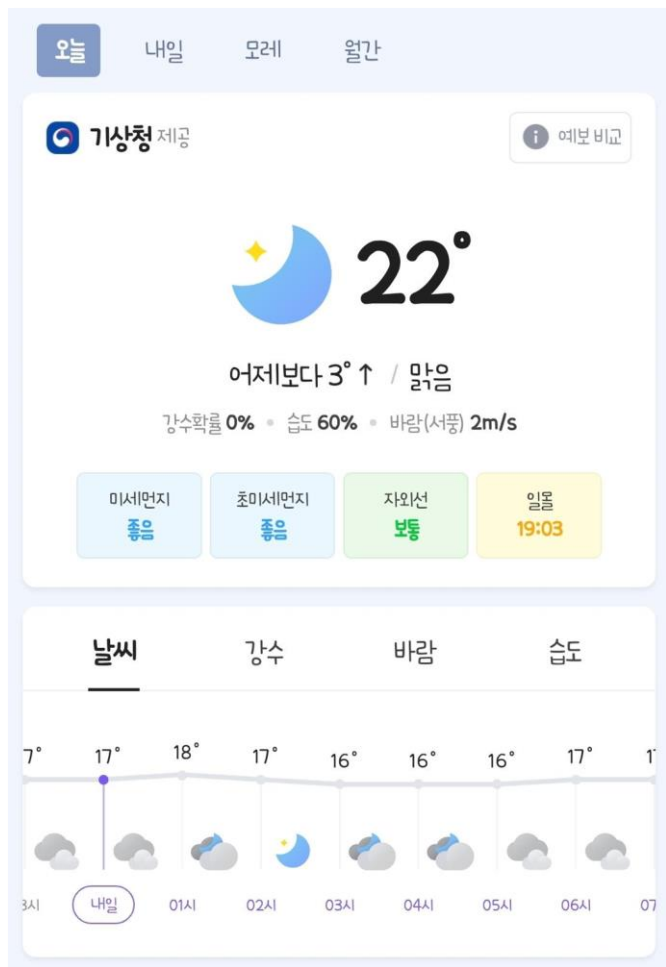 오늘 내일 모레 월간
기상청 제공
예보 비교
22°
어제보다 3° ↑ / 맑음
강수확률 0% • 습도 60% • 바람(서풍) 2m/s
미세먼지 초미세먼지 자외선 일몰
좋음 좋음 보통 19:03
날씨 강수 바람 습도
7° 17° 18° 17° 16° 16° 16° 17° 1
시 내일 01시 02시 03시 04시 05시 06시 07